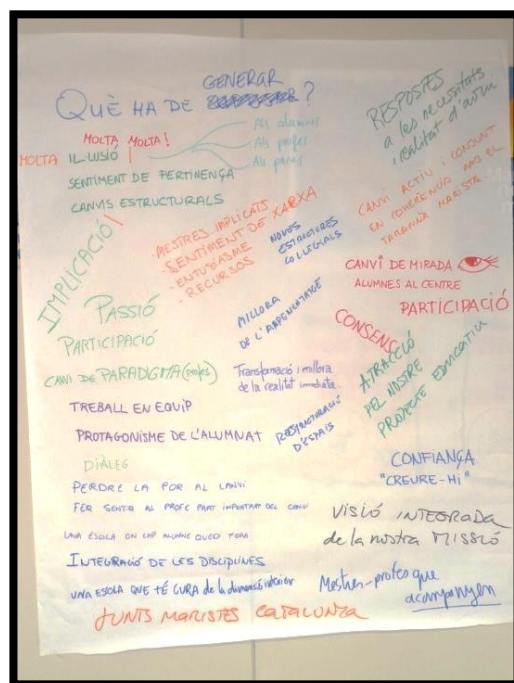 GENERAR
QUÈ HA DE ?
MOLTA MOLTA!
MOLTA IL·LUSIÓ!
Als alumnes
Als profes
Als pares
SENTIMENT DE PERTINENÇA
CANVIS ESTRUCTURALS
RESPOSTES
a les necessitats
i realitat d'avui
CANVI ACTIU i CONJUNT
EN COHERÈNCIA AMB EL
TARANNÀ MARISTA
IMPLICACIÓ!
· MESTRES IMPLICATS
· SENTIMENT DE XARXA
· ENTUSIASME
· RECURSOS
NOVES
ESTRUCTURES
COL·LEGIALS
CANVI DE MIRADA
ALUMNES AL CENTRE
PARTICIPACIÓ
PASSIÓ
PARTICIPACIÓ
MILLORA
DE L'APRENENTATGE
CONSENS
CANVI DE PARADIGMA (profes)
Transformació i millora
de la realitat immediata
ATRACCIÓ
PEL NOSTRE
PROJECTE EDUCATIU
TREBALL EN EQUIP
PROTAGONISME DE L'ALUMNAT
REESTRUCTURACIÓ
D'ESPAIS
DIÀLEG
PERDRE LA POR AL CANVI
FER SENTIR AL PROFE PART IMPORTANT DEL CANVI
UNA ESCOLA ON CAP ALUMNE QUEDI FORA
INTEGRACIÓ DE LES DISCIPLINES
UNA ESCOLA QUE TÉ CURA de la dimensió interior
CONFIANÇA
"CREURE-HI"
VISIÓ INTEGRADA
de la nostra MISSIÓ
Mestres-profes que
acompanyen
JUNTS MARISTES CATALUNYA